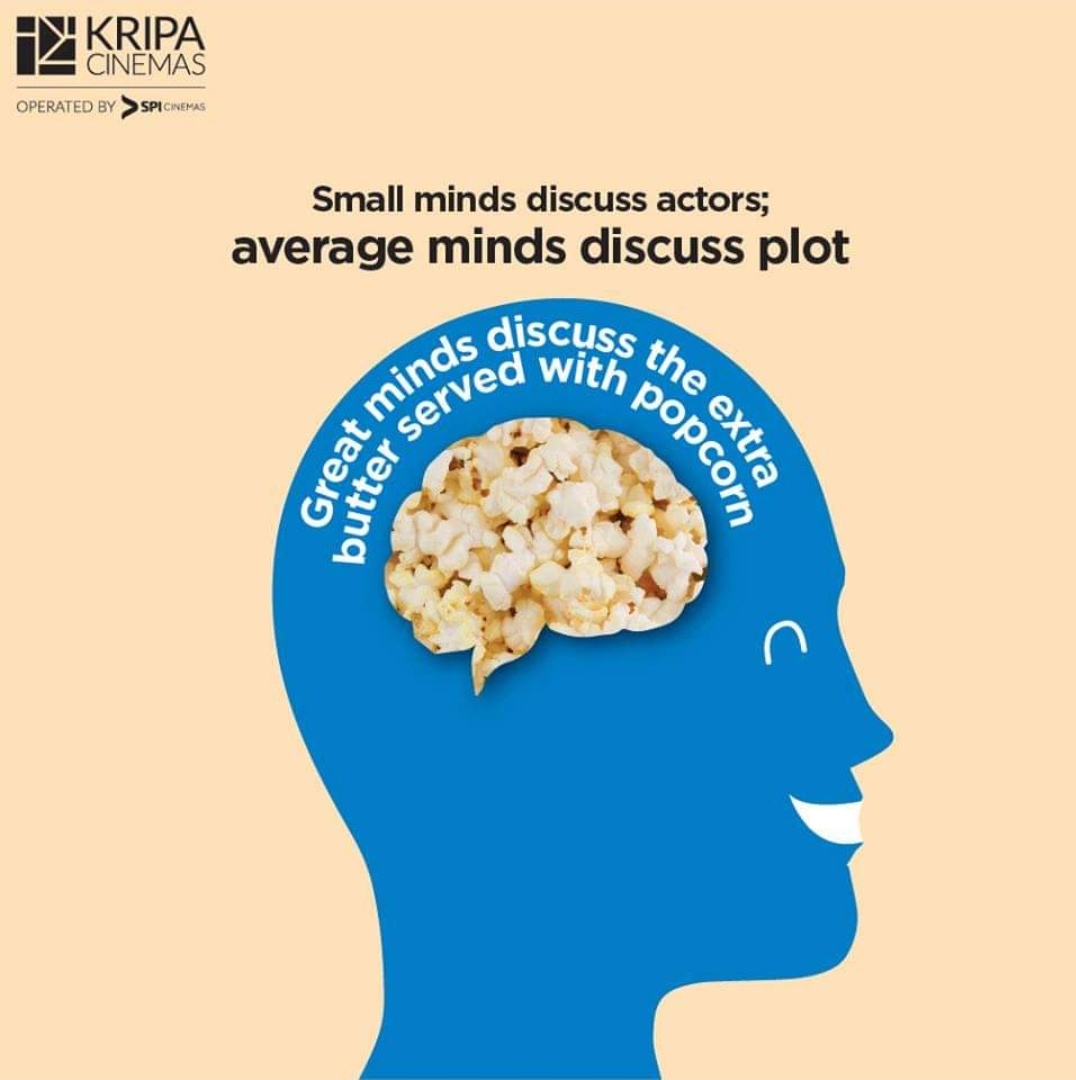 KRIPA
CINEMAS
OPERATED BY SPI CINEMAS
Small minds discuss actors;
average minds discuss plot
Great minds discuss the extra
butter served with popcorn